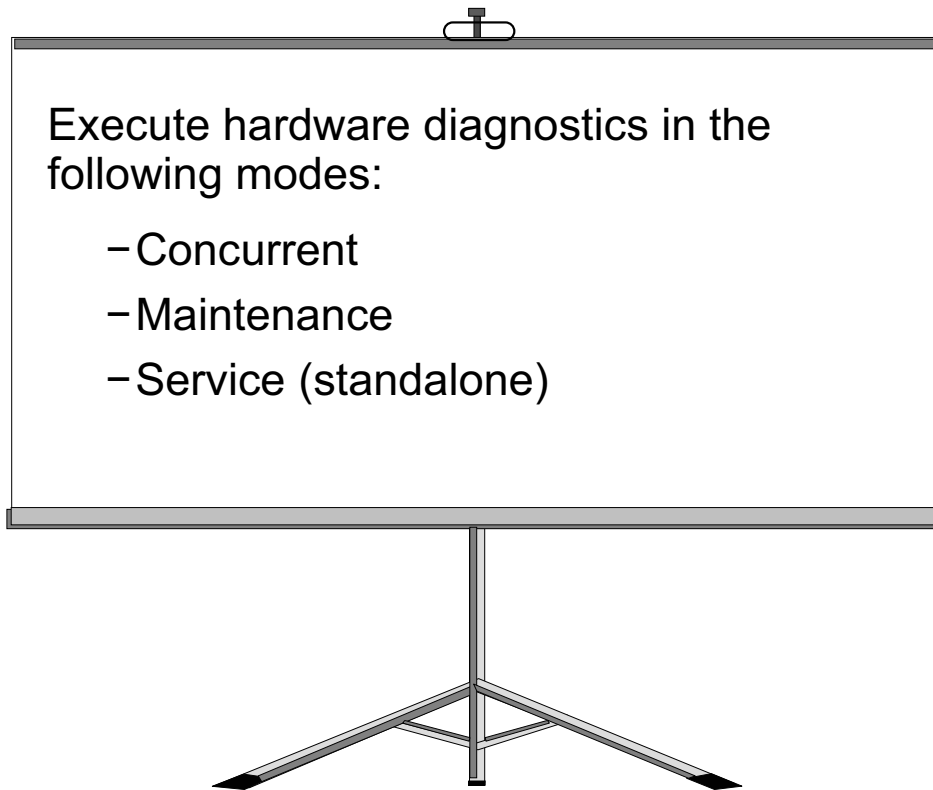 Execute hardware diagnostics in the
following modes:
–Concurrent
–Maintenance
–Service (standalone)